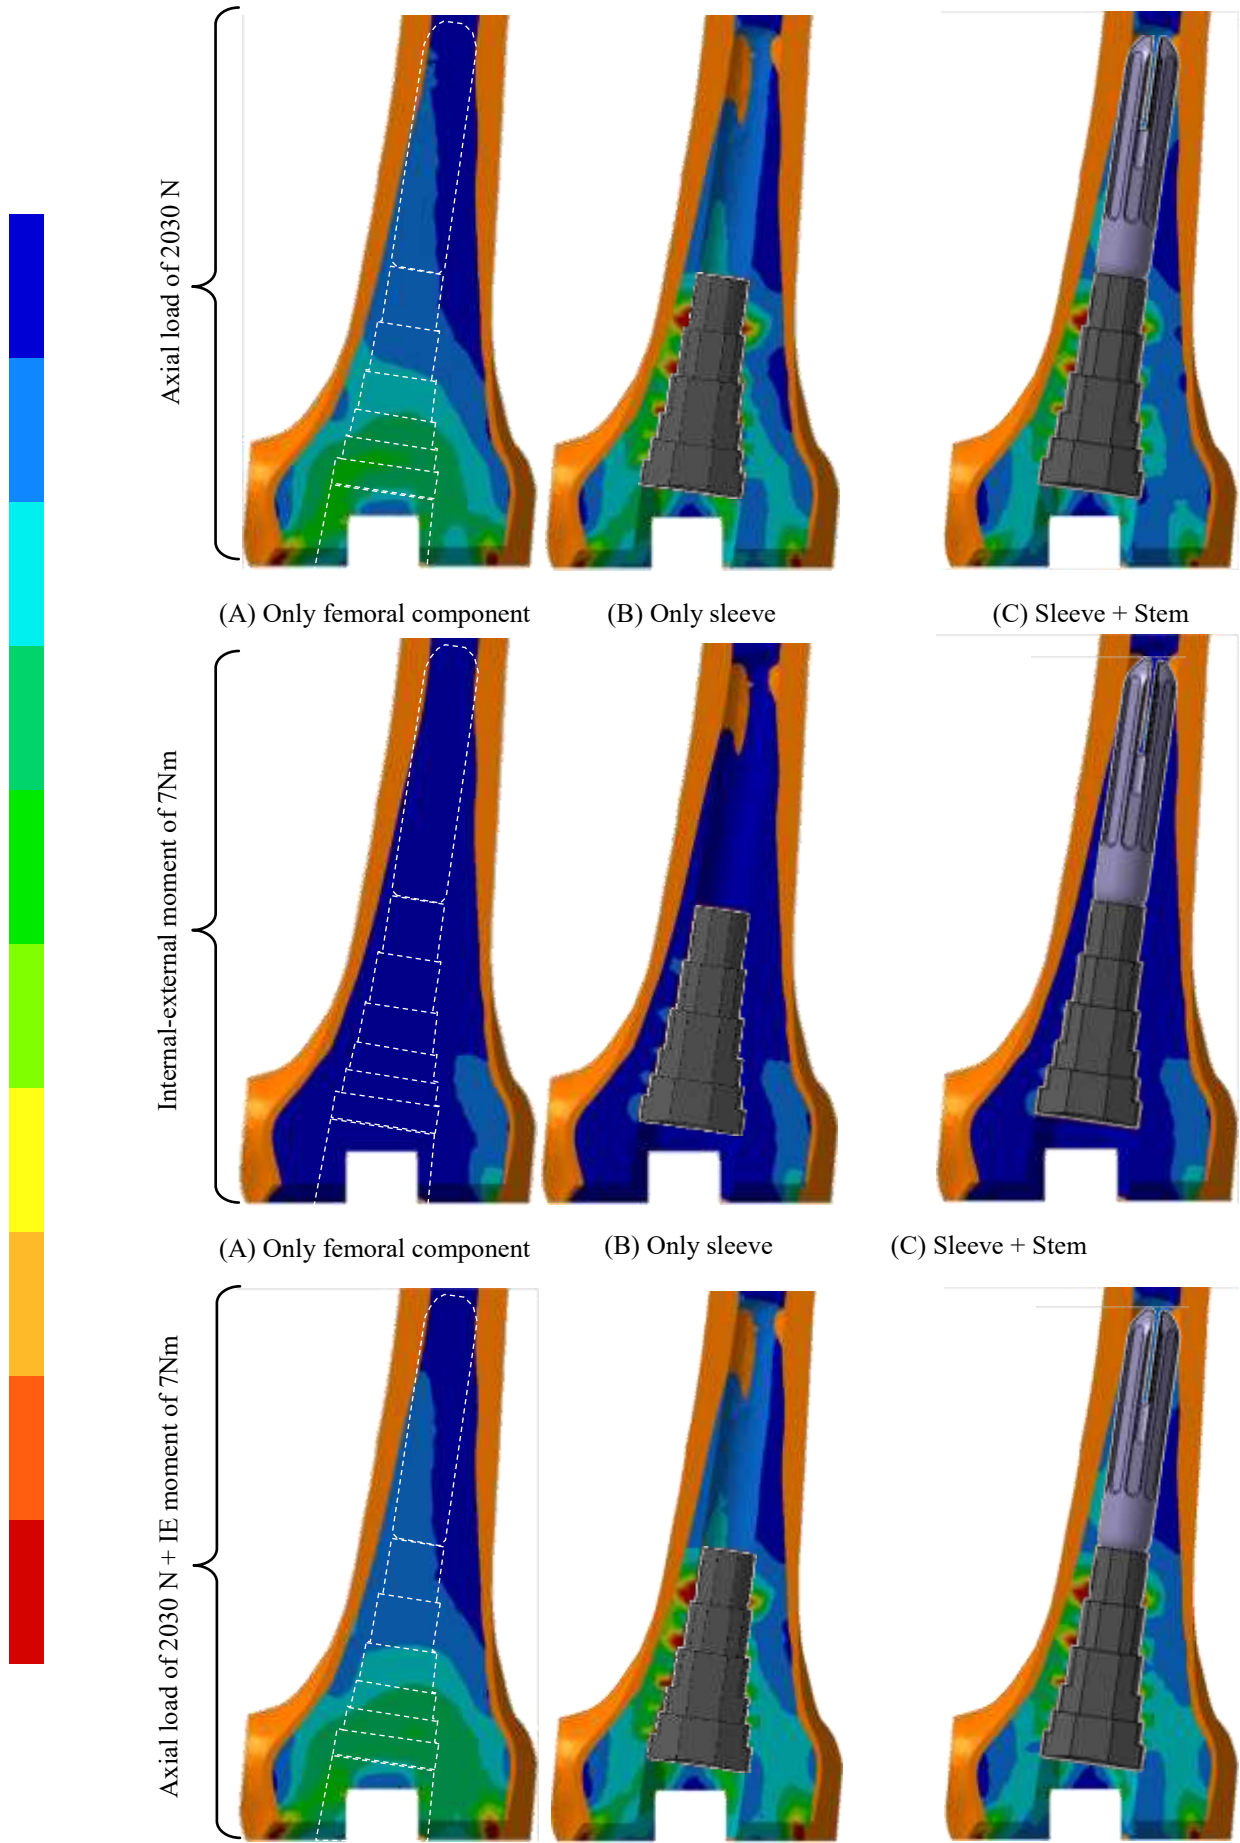 Axial load of 2030 N
(A) Only femoral component
(B) Only sleeve
(C) Sleeve + Stem
Internal-external moment of 7Nm
(A) Only femoral component
(B) Only sleeve
(C) Sleeve + Stem
Axial load of 2030 N + IE moment of 7Nm